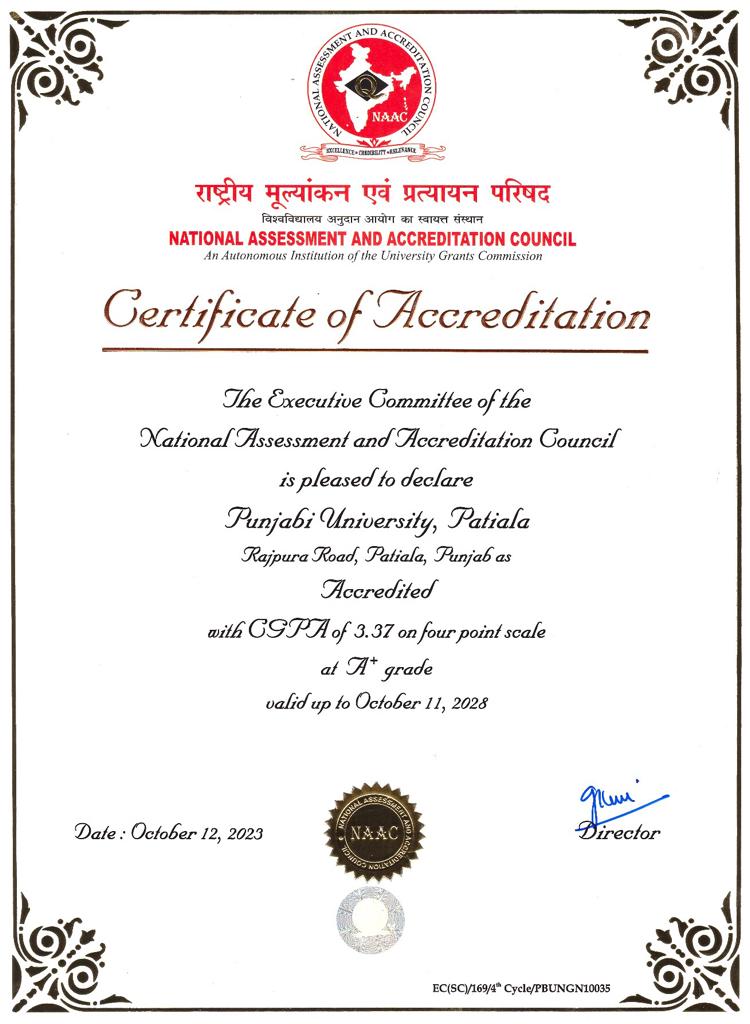 NATIONAL ASSESSMENT AND ACCREDITATION COUNCIL
NAAC
EXCELLENCE • CREDIBILITY • RELEVANCE
राष्ट्रीय मूल्यांकन एवं प्रत्यायन परिषद
विश्वविद्यालय अनुदान आयोग का स्वायत्त संस्थान
NATIONAL ASSESSMENT AND ACCREDITATION COUNCIL
An Autonomous Institution of the University Grants Commission
Certificate of Accreditation
The Executive Committee of the
National Assessment and Accreditation Council
is pleased to declare
Punjabi University, Patiala
Rajpura Road, Patiala, Punjab as
Accredited
with CGPA of 3.37 on four point scale
at A⁺ grade
valid up to October 11, 2028
Date : October 12, 2023
NATIONAL ASSESSMENT AND ACCREDITATION COUNCIL
NAAC
Director
EC(SC)/169/4ᵗʰ Cycle/PBUNGN10035